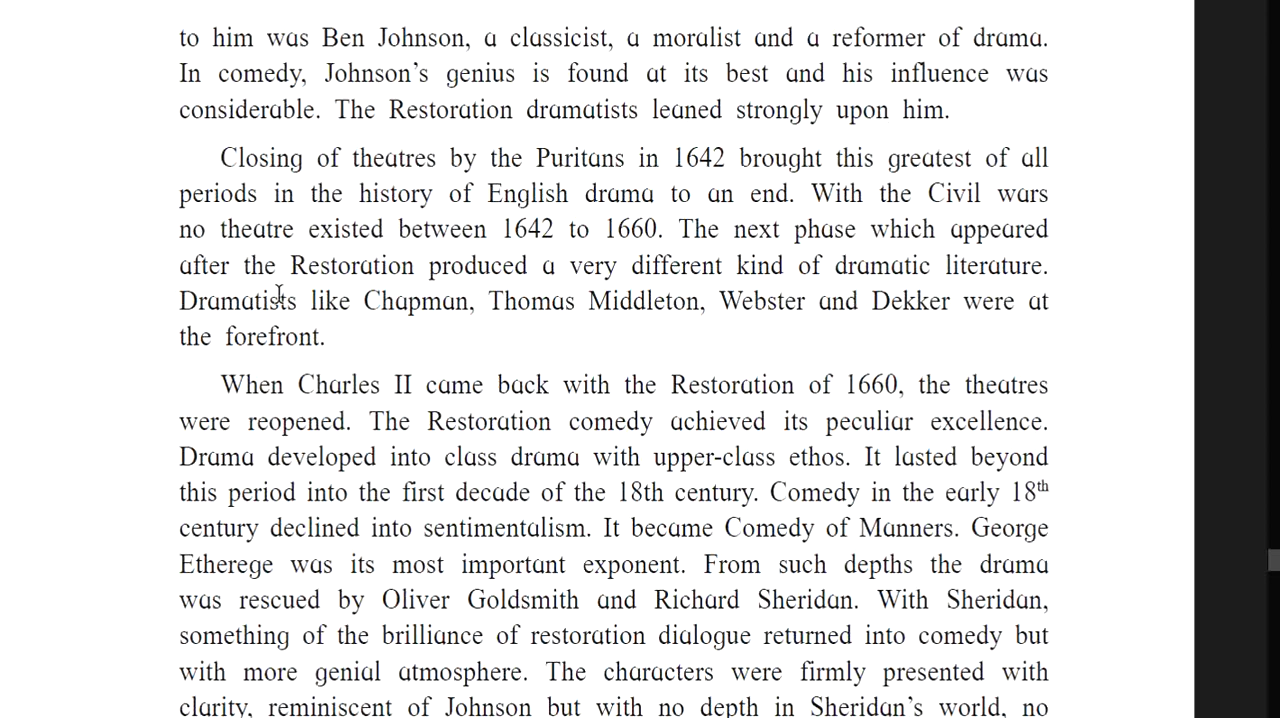 to him was Ben Johnson, a classicist, a moralist and a reformer of drama.
In comedy, Johnson’s genius is found at its best and his influence was
considerable. The Restoration dramatists leaned strongly upon him.
Closing of theatres by the Puritans in 1642 brought this greatest of all
periods in the history of English drama to an end. With the Civil wars
no theatre existed between 1642 to 1660. The next phase which appeared
after the Restoration produced a very different kind of dramatic literature.
Dramatists like Chapman, Thomas Middleton, Webster and Dekker were at
the forefront.
When Charles II came back with the Restoration of 1660, the theatres
were reopened. The Restoration comedy achieved its peculiar excellence.
Drama developed into class drama with upper-class ethos. It lasted beyond
this period into the first decade of the 18th century. Comedy in the early 18th
century declined into sentimentalism. It became Comedy of Manners. George
Etherege was its most important exponent. From such depths the drama
was rescued by Oliver Goldsmith and Richard Sheridan. With Sheridan,
something of the brilliance of restoration dialogue returned into comedy but
with more genial atmosphere. The characters were firmly presented with
clarity, reminiscent of Johnson but with no depth in Sheridan’s world, no